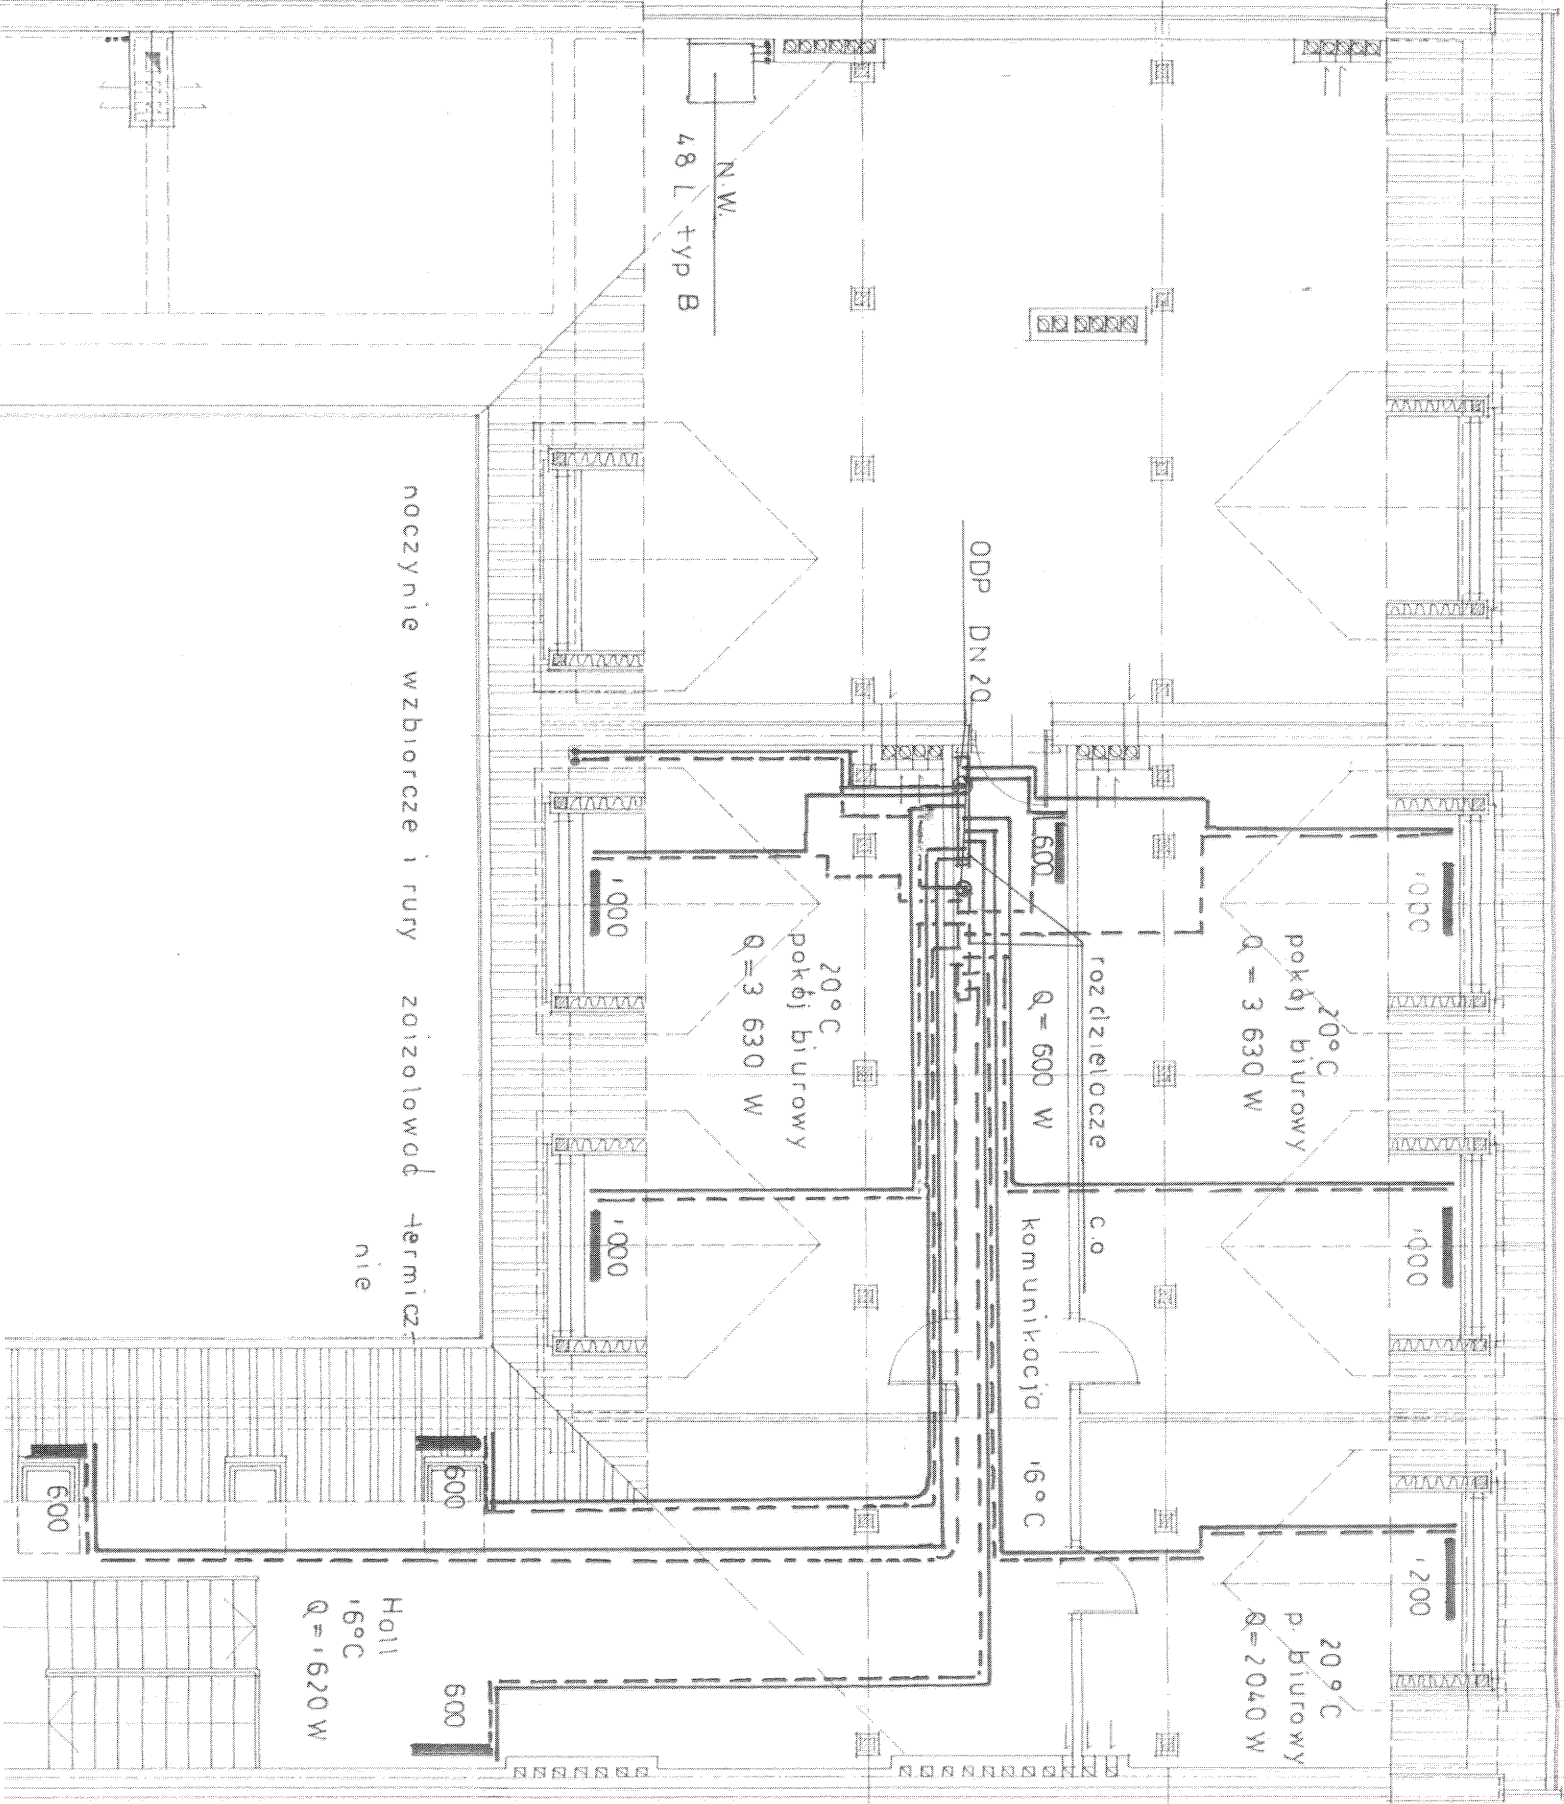 N.W.
48 l typ B
ODP DN 20
naczynie wzbiorcze i rury zaizolować termicz-
nie
600
1000
1000
20°C
pokój biurowy
Q = 3 630 W
rozdzielacze c.o
Q = 600 W
komunikacja 16°C
20°C
pokój biurowy
Q = 3 630 W
1000
1000
1200
20°C
p. biurowy
Q = 2040 W
600
600
Hall
16°C
Q = 1620 W
600